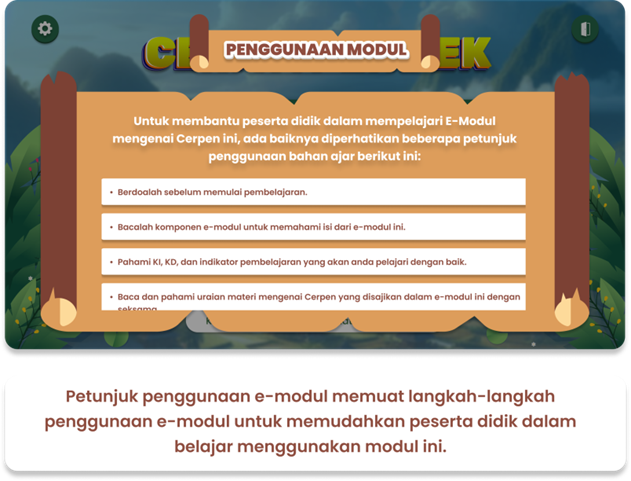 PENGGUNAAN MODUL
Untuk membantu peserta didik dalam mempelajari E-Modul
mengenai Cerpen ini, ada baiknya diperhatikan beberapa petunjuk
penggunaan bahan ajar berikut ini:
• Berdoalah sebelum memulai pembelajaran.
• Bacalah komponen e-modul untuk memahami isi dari e-modul ini.
• Pahami KI, KD, dan indikator pembelajaran yang akan anda pelajari dengan baik.
• Baca dan pahami uraian materi mengenai Cerpen yang disajikan dalam e-modul ini dengan
seksama
Petunjuk penggunaan e-modul memuat langkah-langkah
penggunaan e-modul untuk memudahkan peserta didik dalam
belajar menggunakan modul ini.